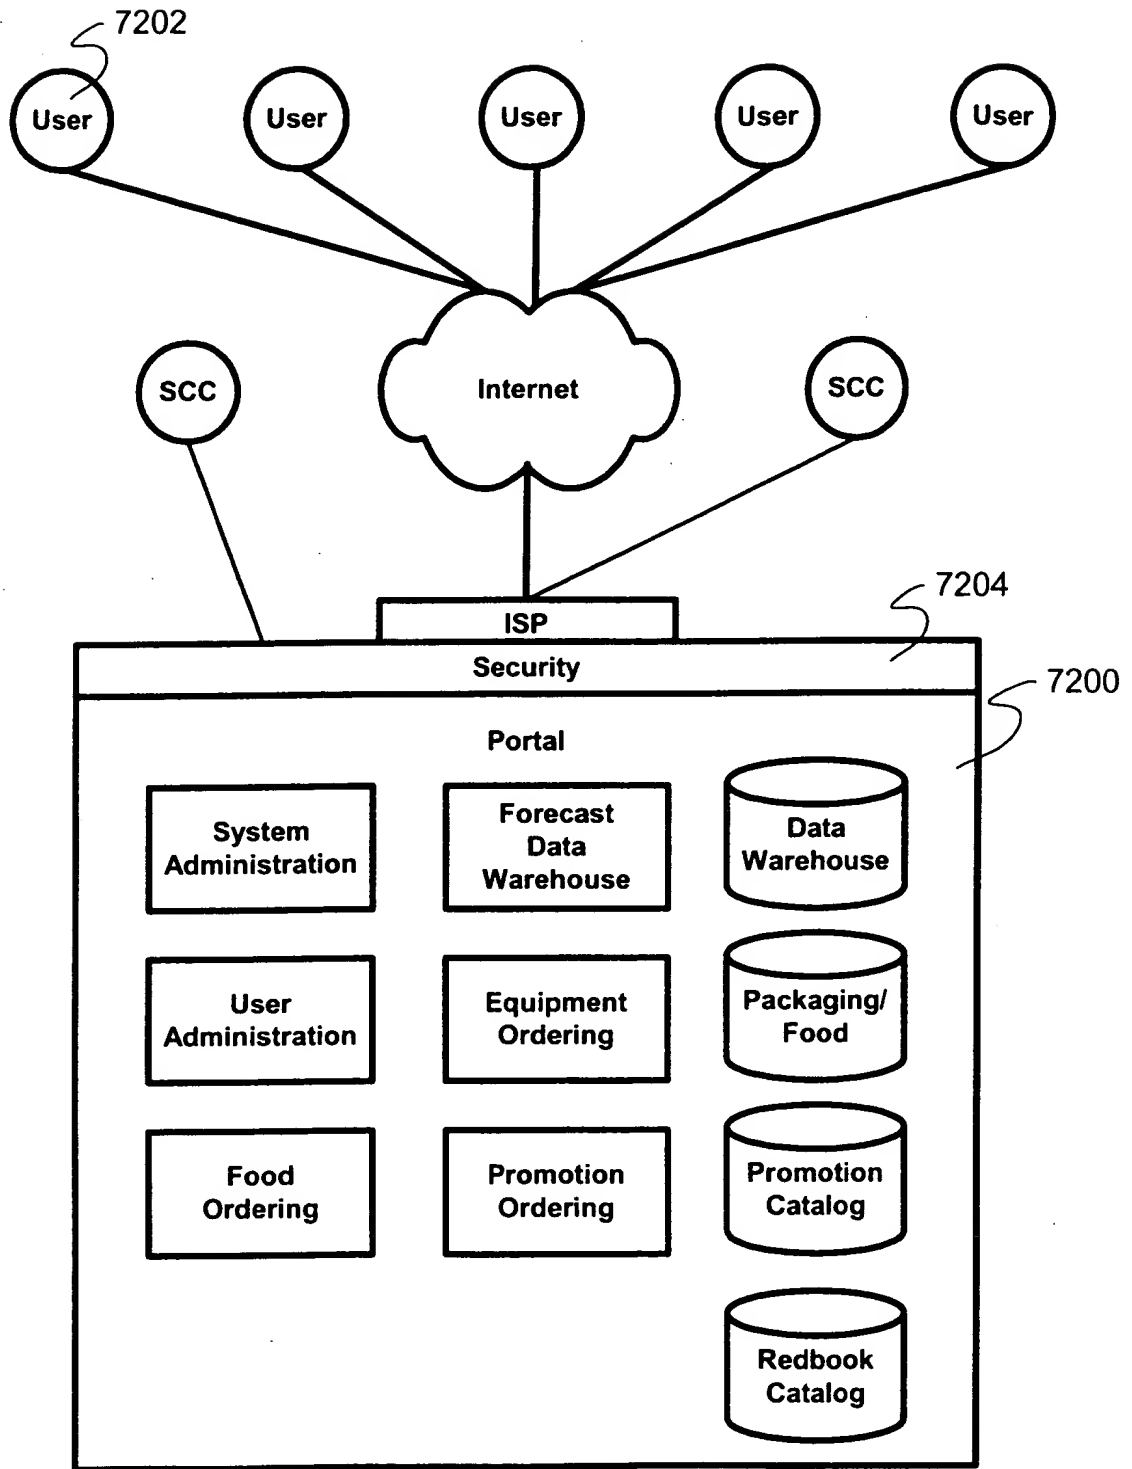 7202
User
User
User
User
User
SCC
Internet
SCC
7204
ISP
Security
7200
Portal
System
Administration
Forecast
Data
Warehouse
Data
Warehouse
User
Administration
Equipment
Ordering
Packaging/
Food
Food
Ordering
Promotion
Ordering
Promotion
Catalog
Redbook
Catalog